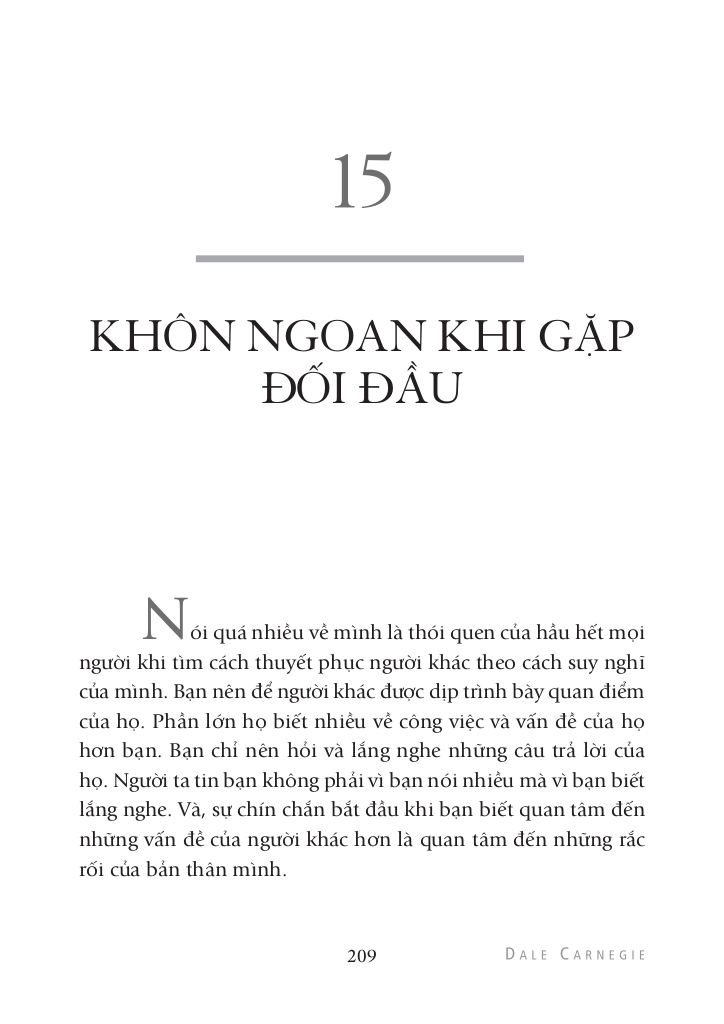 15
KHÔN NGOAN KHI GẶP
ĐỐI ĐẦU
Nói quá nhiều về mình là thói quen của hầu hết mọi
người khi tìm cách thuyết phục người khác theo cách suy nghĩ
của mình. Bạn nên để người khác được dịp trình bày quan điểm
của họ. Phần lớn họ biết nhiều về công việc và vấn đề của họ
hơn bạn. Bạn chỉ nên hỏi và lắng nghe những câu trả lời của
họ. Người ta tin bạn không phải vì bạn nói nhiều mà vì bạn biết
lắng nghe. Và, sự chín chắn bắt đầu khi bạn biết quan tâm đến
những vấn đề của người khác hơn là quan tâm đến những rắc
rối của bản thân mình.
209 DALE CARNEGIE